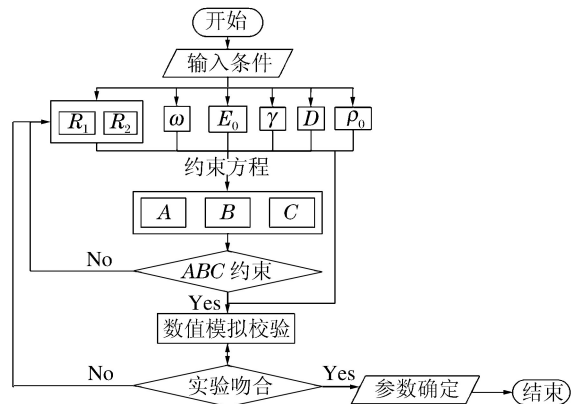 开始
输入条件
R₁ R₂ ω E₀ γ D ρ₀
约束方程
A B C
No ABC约束
Yes
数值模拟校验
No 实验吻合 Yes 参数确定 结束